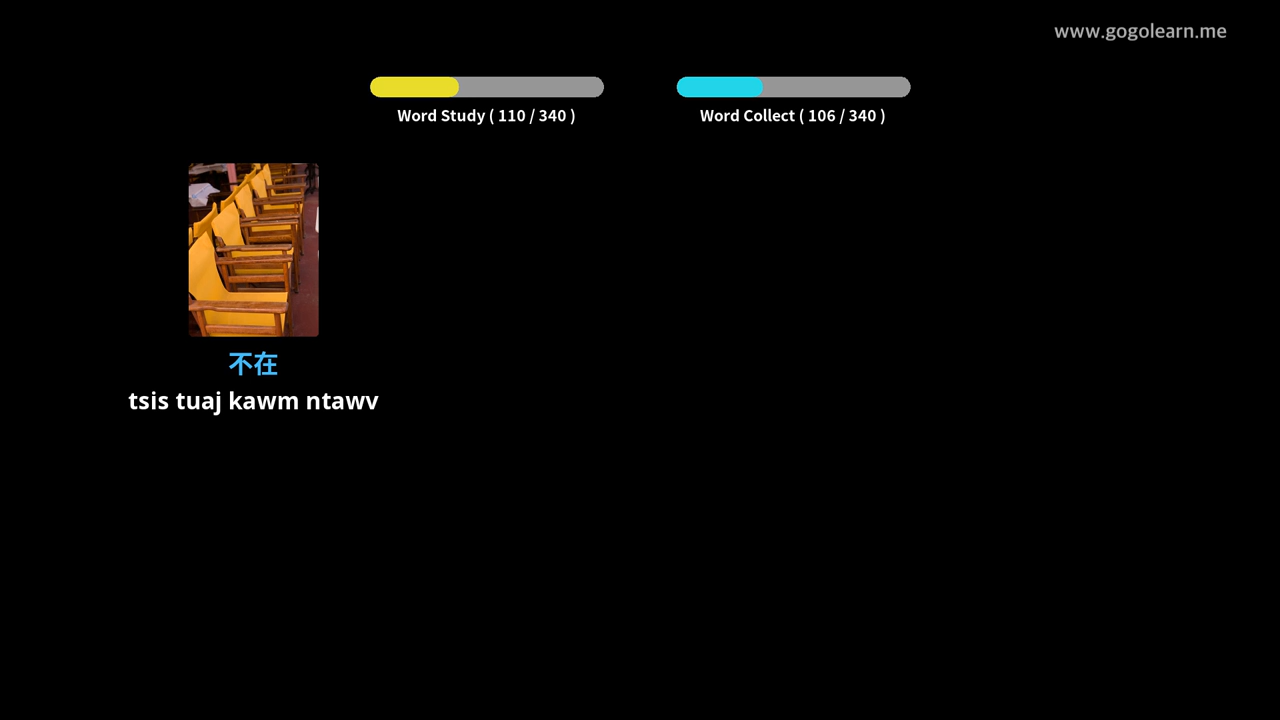 www.gogolearn.me
Word Study ( 110 / 340 )
Word Collect ( 106 / 340 )
不在
tsis tuaj kawm ntawv